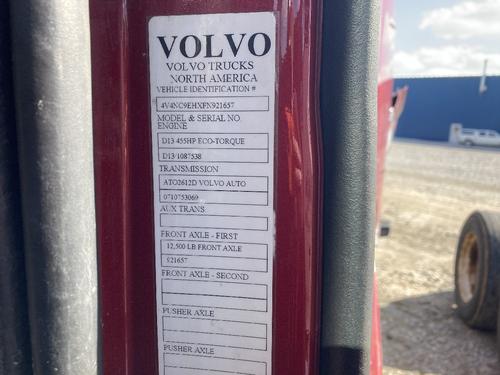 VOLVO
VOLVO TRUCKS
NORTH AMERICA
VEHICLE IDENTIFICATION #
4V4NC9EHXFN921657
MODEL & SERIAL NO.
ENGINE
D13 455HP ECO-TORQUE
D13/1087538
TRANSMISSION
ATO2612D VOLVO AUTO
0710753069
AUX TRANS
FRONT AXLE - FIRST
12,500 LB FRONT AXLE
921657
FRONT AXLE - SECOND
PUSHER AXLE
PUSHER AXLE